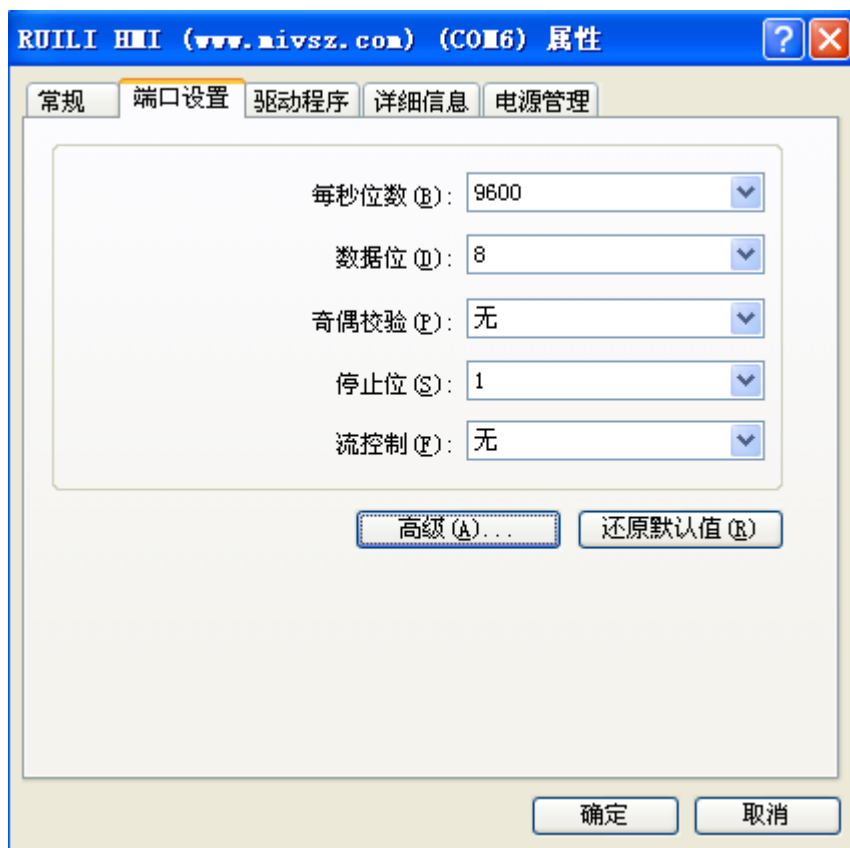 RUILI HMI (www.mivsz.com) (COM6) 属性
常规 端口设置 驱动程序 详细信息 电源管理
每秒位数(B): 9600
数据位(D): 8
奇偶校验(P): 无
停止位(S): 1
流控制(F): 无
高级(A)... 还原默认值(R)
确定 取消